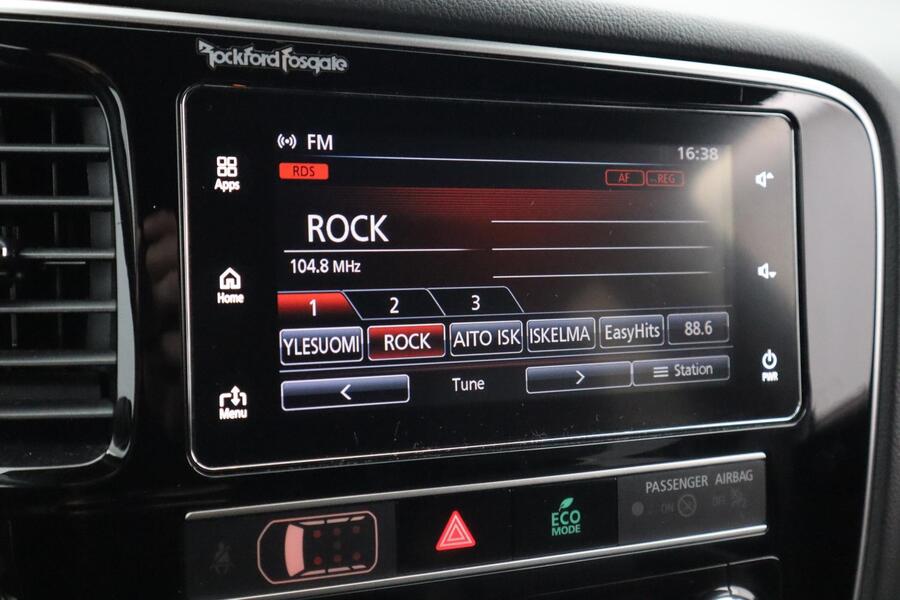 Rockford Fosgate
FM
16:38
Apps
RDS
AF
REG
ROCK
104.8 MHz
Home
1 2 3
YLESUOMI ROCK AITO ISK ISKELMA EasyHits 88.6
< Tune > Station
PWR
Menu
PASSENGER AIRBAG
ON OFF
ECO
MODE